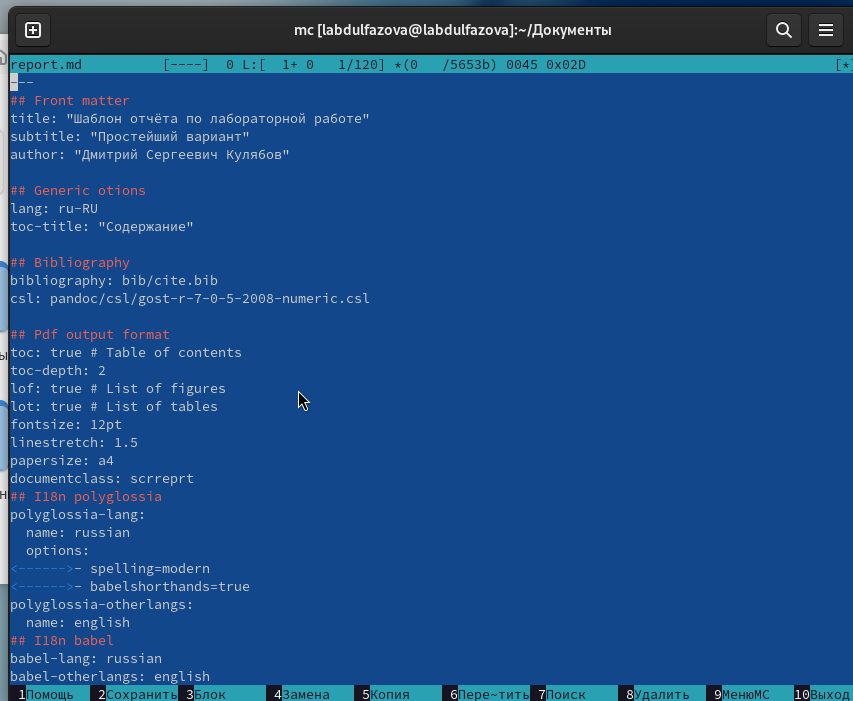 mc [labdulfazova@labdulfazova]:~/Документы
report.md [----] 0 L:[ 1+ 0 1/120] *(0 /5653b) 0045 0x02D [*]
---
## Front matter
title: "Шаблон отчёта по лабораторной работе"
subtitle: "Простейший вариант"
author: "Дмитрий Сергеевич Кулябов"
## Generic otions
lang: ru-RU
toc-title: "Содержание"
## Bibliography
bibliography: bib/cite.bib
csl: pandoc/csl/gost-r-7-0-5-2008-numeric.csl
## Pdf output format
toc: true # Table of contents
toc-depth: 2
lof: true # List of figures
lot: true # List of tables
fontsize: 12pt
linestretch: 1.5
papersize: a4
documentclass: scrreprt
## I18n polyglossia
polyglossia-lang:
  name: russian
  options:
<------>- spelling=modern
<------>- babelshorthands=true
polyglossia-otherlangs:
  name: english
## I18n babel
babel-lang: russian
babel-otherlangs: english
1Помощь 2Сохранить 3Блок 4Замена 5Копия 6Пере~тить 7Поиск 8Удалить 9МенюМС 10Выход